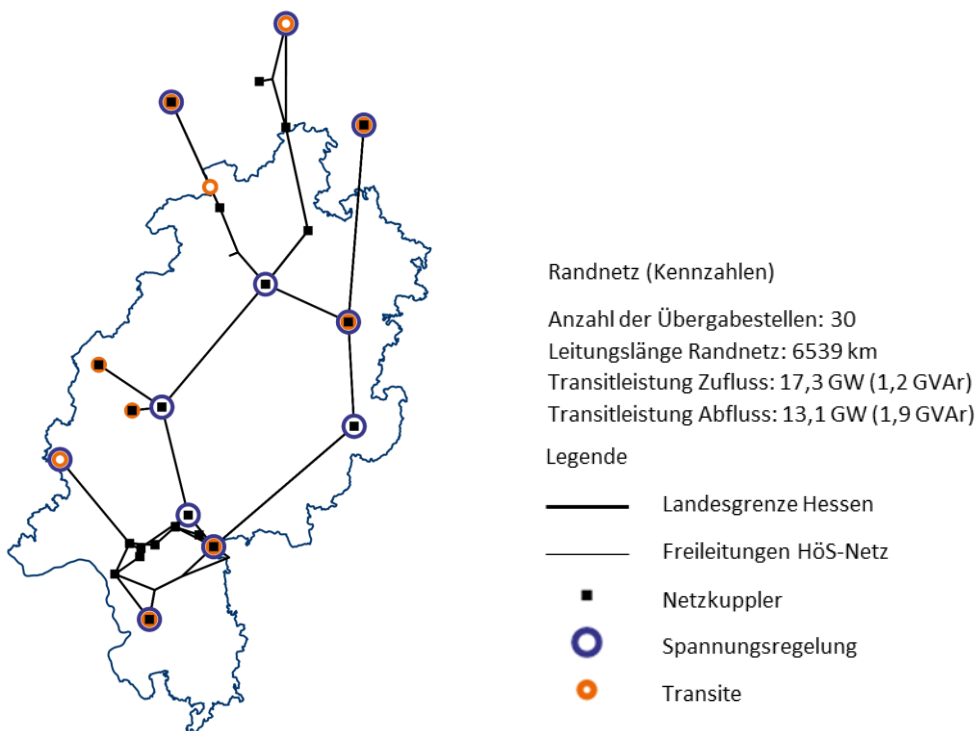 Randnetz (Kennzahlen)
Anzahl der Übergabestellen: 30
Leitungslänge Randnetz: 6539 km
Transitleistung Zufluss: 17,3 GW (1,2 GVAr)
Transitleistung Abfluss: 13,1 GW (1,9 GVAr)
Legende
Landesgrenze Hessen
Freileitungen HöS-Netz
Netzkuppler
Spannungsregelung
Transite